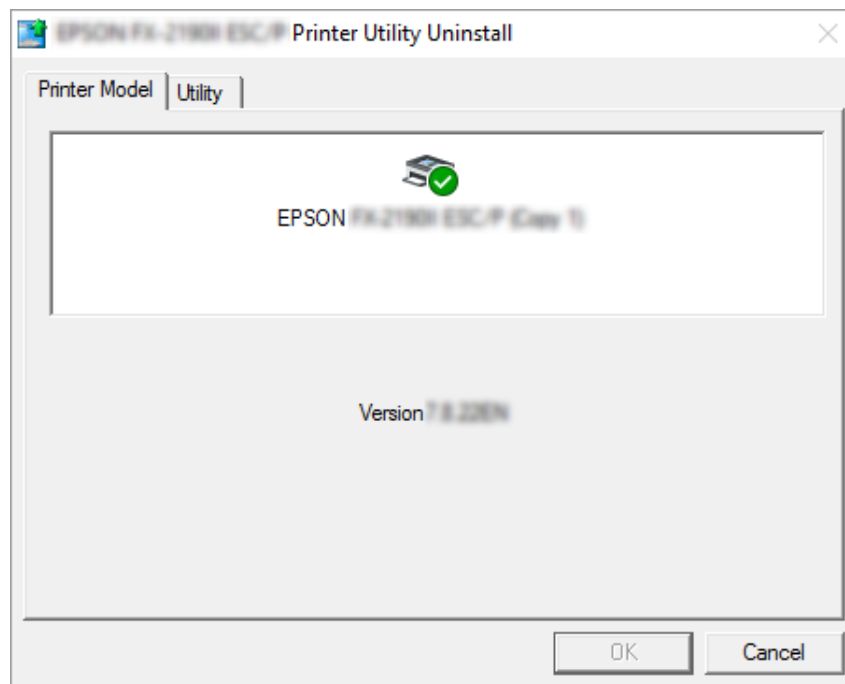 Printer Utility Uninstall
Printer Model
Utility
EPSON
Version
OK
Cancel